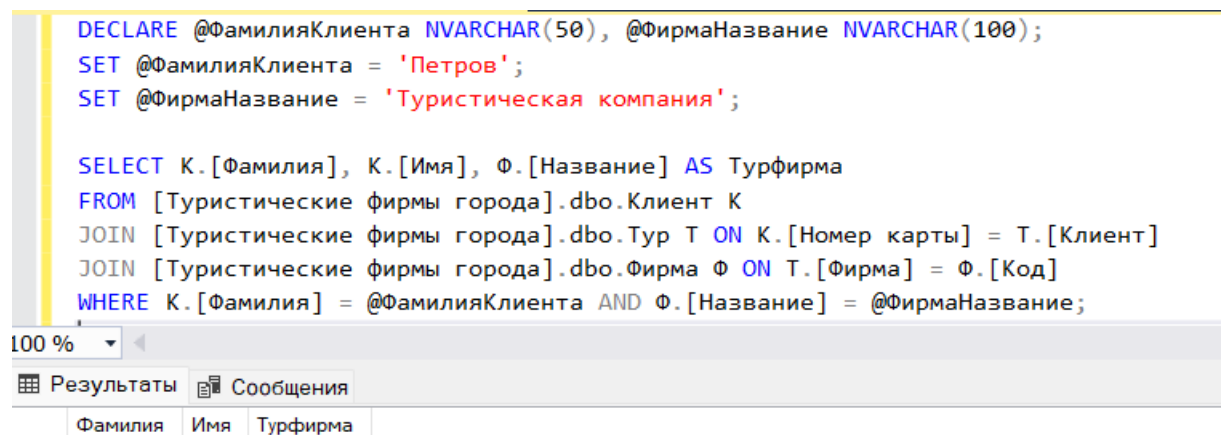 DECLARE @ФамилияКлиента NVARCHAR(50), @ФирмаНазвание NVARCHAR(100);
SET @ФамилияКлиента = 'Петров';
SET @ФирмаНазвание = 'Туристическая компания';
SELECT К.[Фамилия], К.[Имя], Ф.[Название] AS Турфирма
FROM [Туристические фирмы города].dbo.Клиент К
JOIN [Туристические фирмы города].dbo.Тур Т ON К.[Номер карты] = Т.[Клиент]
JOIN [Туристические фирмы города].dbo.Фирма Ф ON Т.[Фирма] = Ф.[Код]
WHERE К.[Фамилия] = @ФамилияКлиента AND Ф.[Название] = @ФирмаНазвание;
100 %
Результаты Сообщения
Фамилия Имя Турфирма